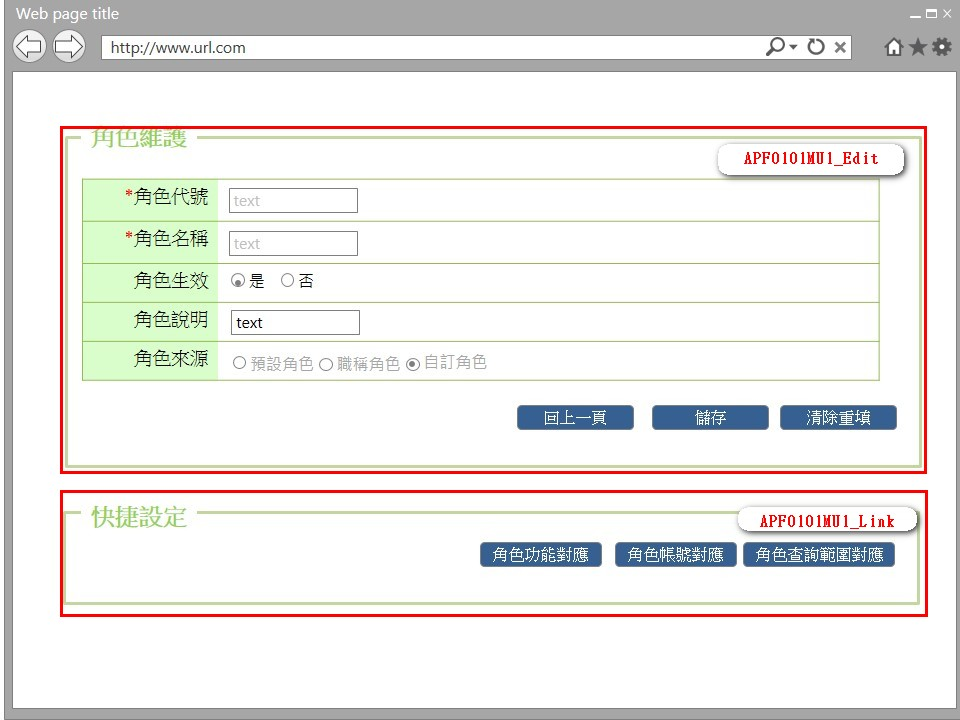 Web page title
http://www.url.com
角色維護
APF0101MU1_Edit
*角色代號 text
*角色名稱 text
角色生效 是 否
角色說明 text
角色來源 預設角色 職稱角色 自訂角色
回上一頁 儲存 清除重填
快捷設定
APF0101MU1_Link
角色功能對應 角色帳號對應 角色查詢範圍對應